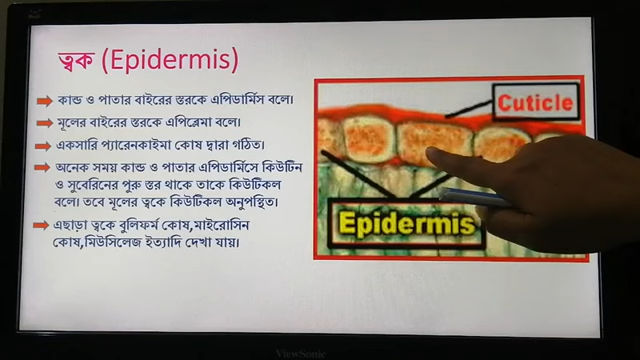 ত্বক (Epidermis)
কান্ড ও পাতার বাইরের স্তরকে এপিডার্মিস বলে।
মূলের বাইরের স্তরকে এপিব্লেমা বলে।
একসারি প্যারেনকাইমা কোষ দ্বারা গঠিত।
অনেক সময় কান্ড ও পাতার এপিডার্মিসে কিউটিন
ও সুবেরিনের পুরু স্তর থাকে তাকে কিউটিকল
বলে। তবে মূলের ত্বকে কিউটিকল অনুপস্থিত।
এছাড়া ত্বকে বুলিফর্ম কোষ,মাইরোসিন
কোষ,মিউসিলেজ ইত্যাদি দেখা যায়।
Cuticle
Epidermis
ViewSonic